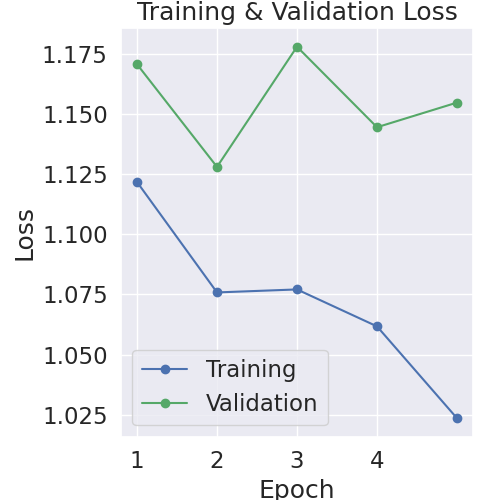 Training & Validation Loss
1.175
1.150
1.125
1.100
1.075
1.050
1.025
Loss
Training
Validation
1 2 3 4
Epoch